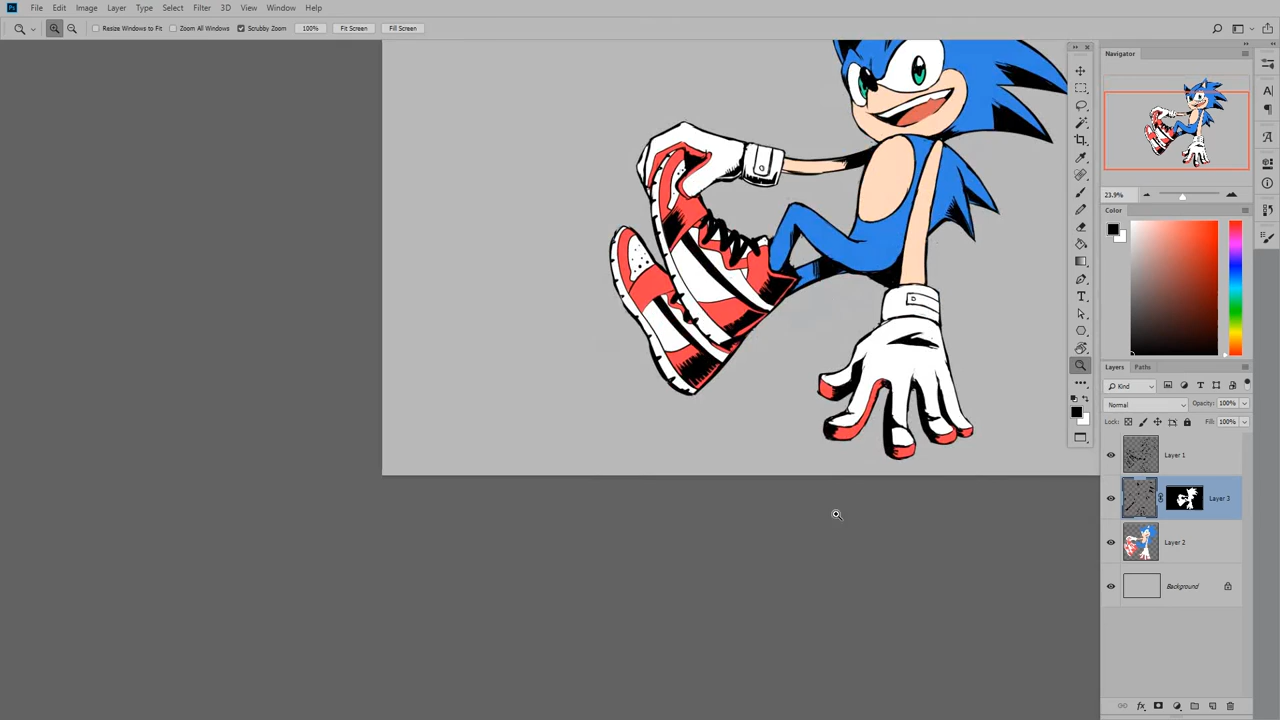 Ps File Edit Image Layer Type Select Filter 3D View Window Help
Resize Windows to Fit Zoom All Windows Scrubby Zoom 100% Fit Screen Fill Screen
Navigator
23.9%
Color
Layers Paths
Kind
Normal Opacity: 100%
Lock: Fill: 100%
Layer 1
Layer 3
Layer 2
Background